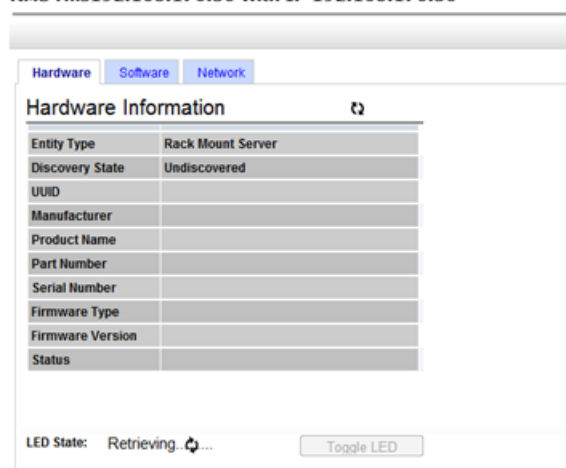 Hardware Software Network
Hardware Information
Entity Type Rack Mount Server
Discovery State Undiscovered
UUID
Manufacturer
Product Name
Part Number
Serial Number
Firmware Type
Firmware Version
Status
LED State: Retrieving..... Toggle LED